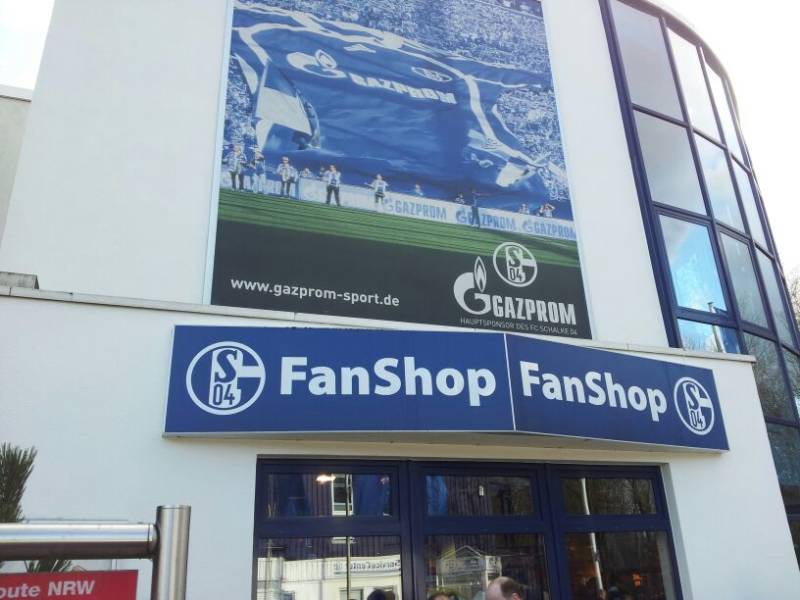 GAZPROM
GAZPROM
GAZPROM
GAZPROM
www.gazprom-sport.de
S04
GAZPROM
HAUPTSPONSOR DES FC SCHALKE 04
S04 FanShop
FanShop S04
ServiceCenter
oute NRW